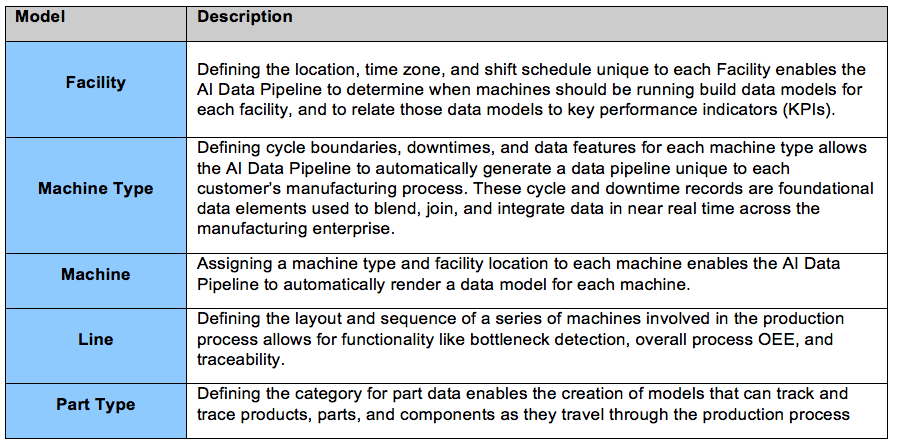 Model Description
Facility
Defining the location, time zone, and shift schedule unique to each Facility enables the
AI Data Pipeline to determine when machines should be running build data models for
each facility, and to relate those data models to key performance indicators (KPIs).
Machine Type
Defining cycle boundaries, downtimes, and data features for each machine type allows
the AI Data Pipeline to automatically generate a data pipeline unique to each
customer's manufacturing process. These cycle and downtime records are foundational
data elements used to blend, join, and integrate data in near real time across the
manufacturing enterprise.
Machine
Assigning a machine type and facility location to each machine enables the AI Data
Pipeline to automatically render a data model for each machine.
Line
Defining the layout and sequence of a series of machines involved in the production
process allows for functionality like bottleneck detection, overall process OEE, and
traceability.
Part Type
Defining the category for part data enables the creation of models that can track and
trace products, parts, and components as they travel through the production process